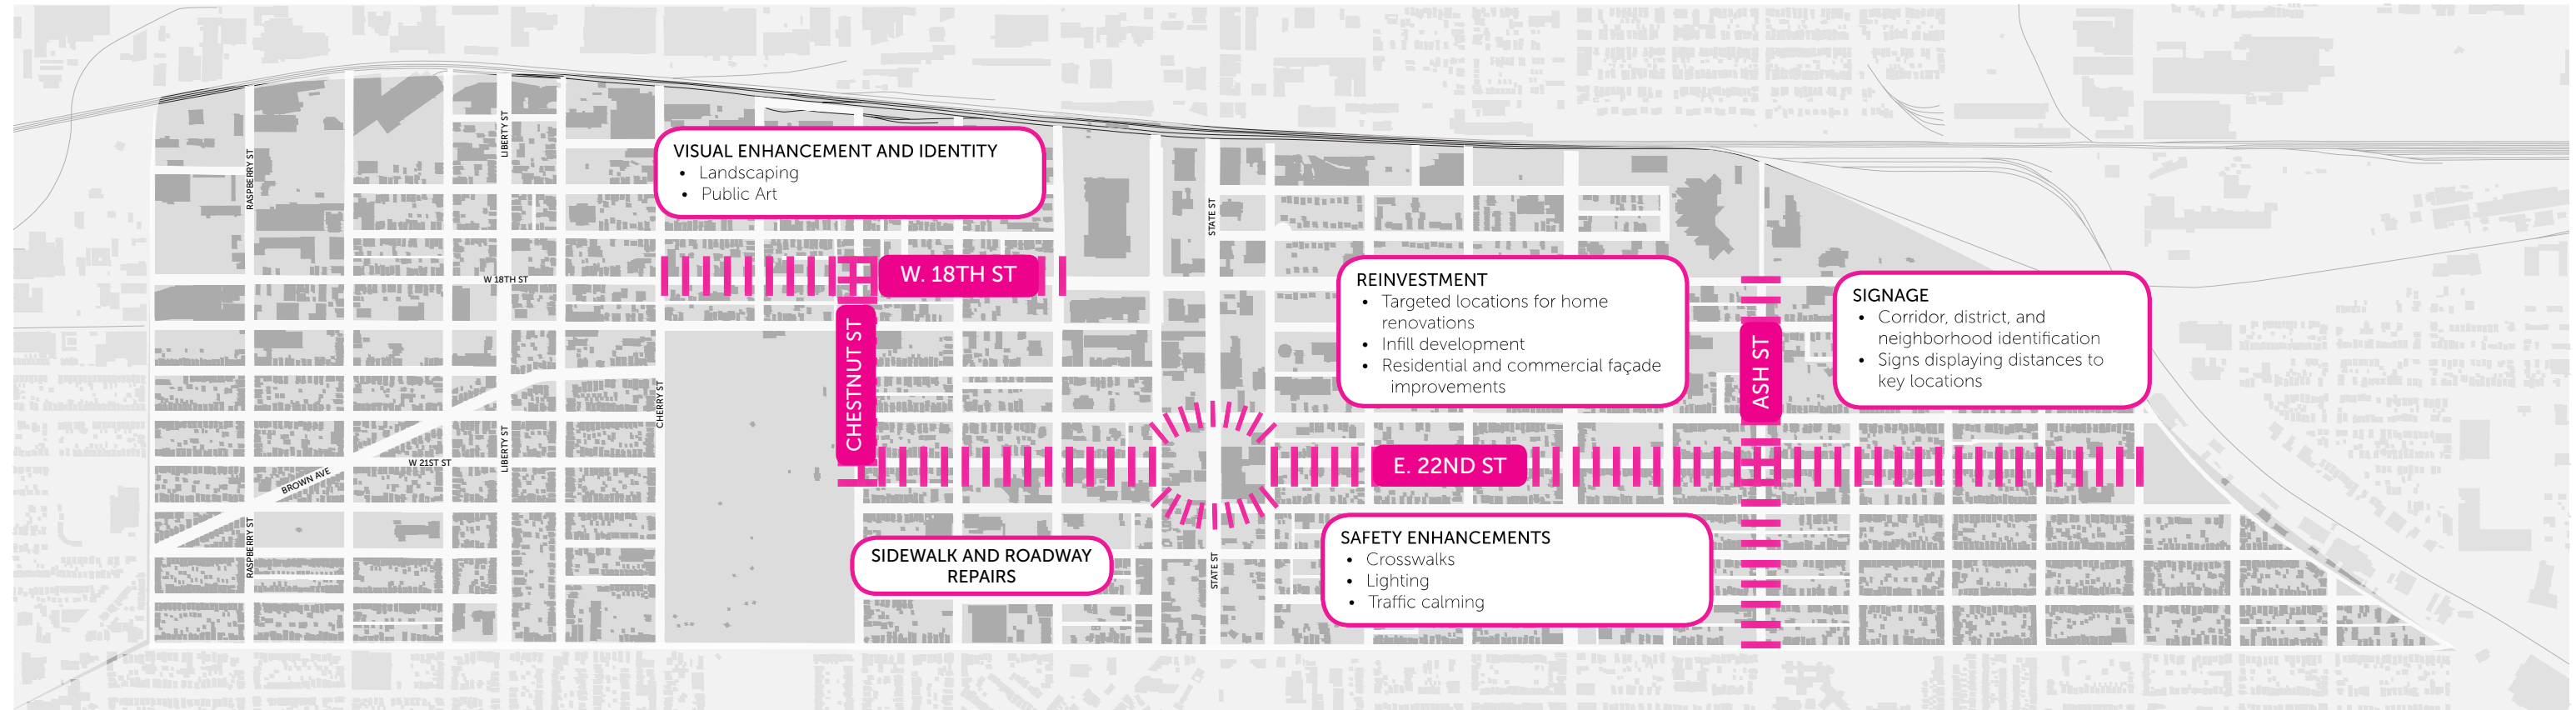 VISUAL ENHANCEMENT AND IDENTITY
• Landscaping
• Public Art
LIBERTY ST
RASPBERRY ST
STATE ST
W 18TH ST
W. 18TH ST
REINVESTMENT
• Targeted locations for home
renovations
• Infill development
• Residential and commercial façade
improvements
SIGNAGE
• Corridor, district, and
neighborhood identification
• Signs displaying distances to
key locations
CHESTNUT ST
ASH ST
CHERRY ST
LIBERTY ST
W 21ST ST
BROWN AVE
E. 22ND ST
RASPBERRY ST
SIDEWALK AND ROADWAY
REPAIRS
STATE ST
SAFETY ENHANCEMENTS
• Crosswalks
• Lighting
• Traffic calming